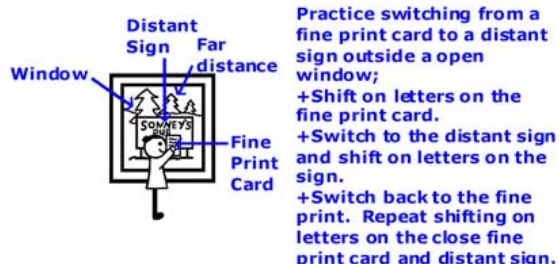 Distant
Sign
Far
distance
Window
SOMNEY'S
PUB
Fine
Print
Card
Practice switching from a
fine print card to a distant
sign outside a open
window;
+Shift on letters on the
fine print card.
+Switch to the distant sign
and shift on letters on the
sign.
+Switch back to the fine
print. Repeat shifting on
letters on the close fine
print card and distant sign.